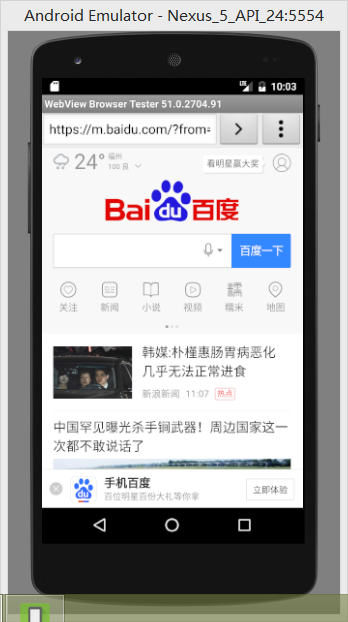 Android Emulator - Nexus_5_API_24:5554
10:03
WebView Browser Tester 51.0.2704.91
https://m.baidu.com/?from=
24° 福州
100 良
看明星赢大奖
Bai du 百度
百度一下
关注 新闻 小说 视频 糯米 地图
韩媒:朴槿惠肠胃病恶化
几乎无法正常进食
新浪新闻 11:07 热点
中国罕见曝光杀手锏武器！周边国家这一
次都不敢说话了
手机百度
百位明星百份大礼等你拿
立即体验